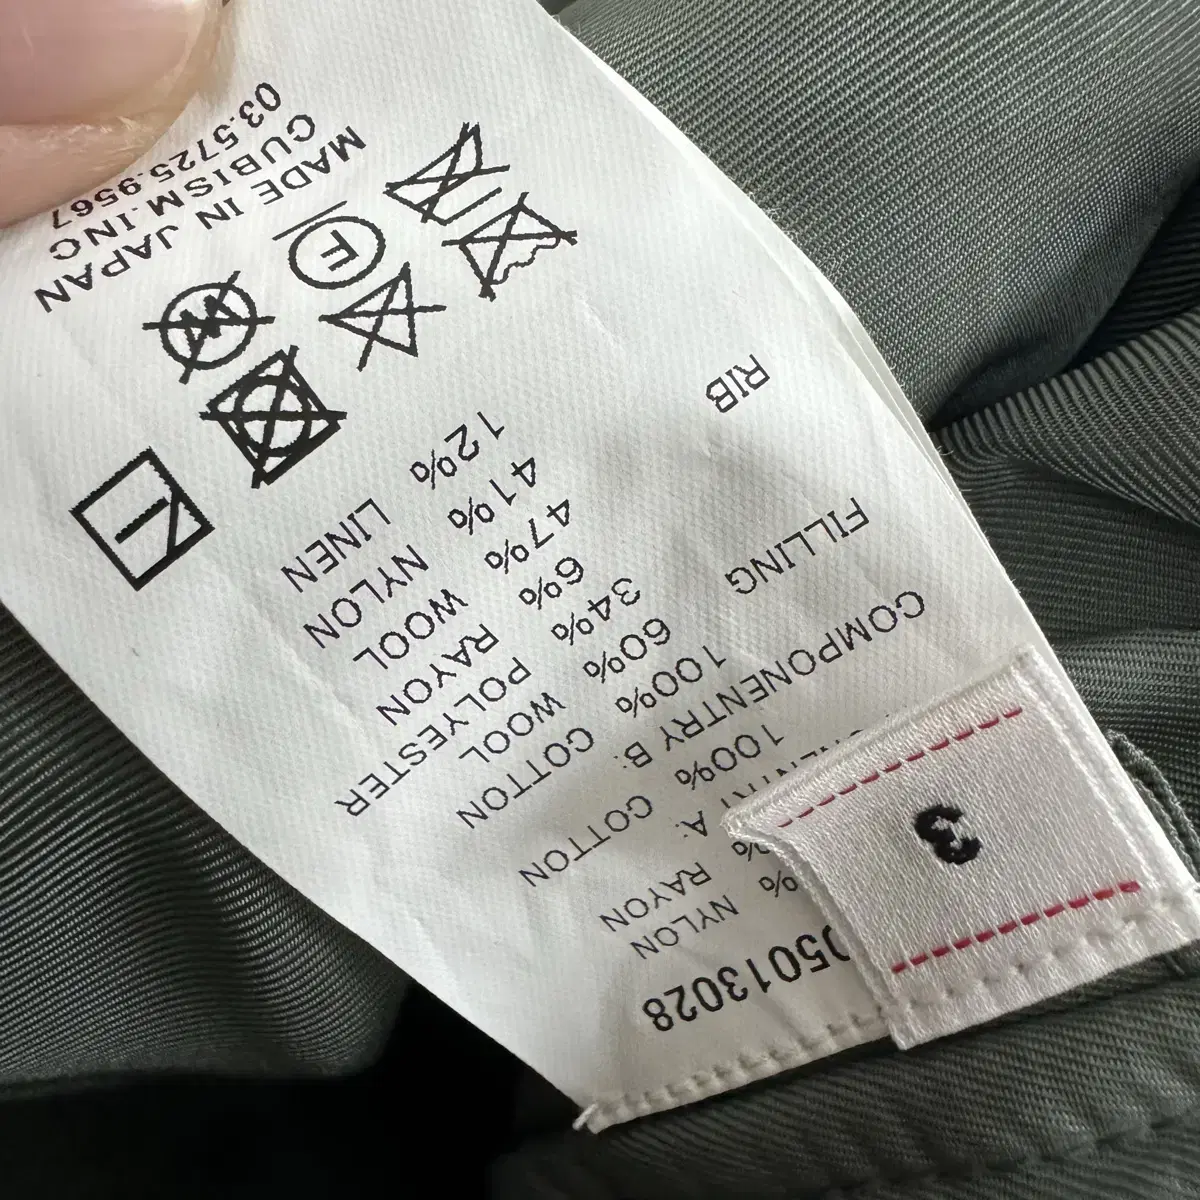 05013028
% NYLON
% RAYON
A:
100% COTTON
COMPONENTRY B:
100% COTTON
FILLING
60% WOOL
34% POLYESTER
6% RAYON
RIB
47% WOOL
41% NYLON
12% LINEN
F
W
MADE IN JAPAN
CUBISM.INC
03.5725.9567
3